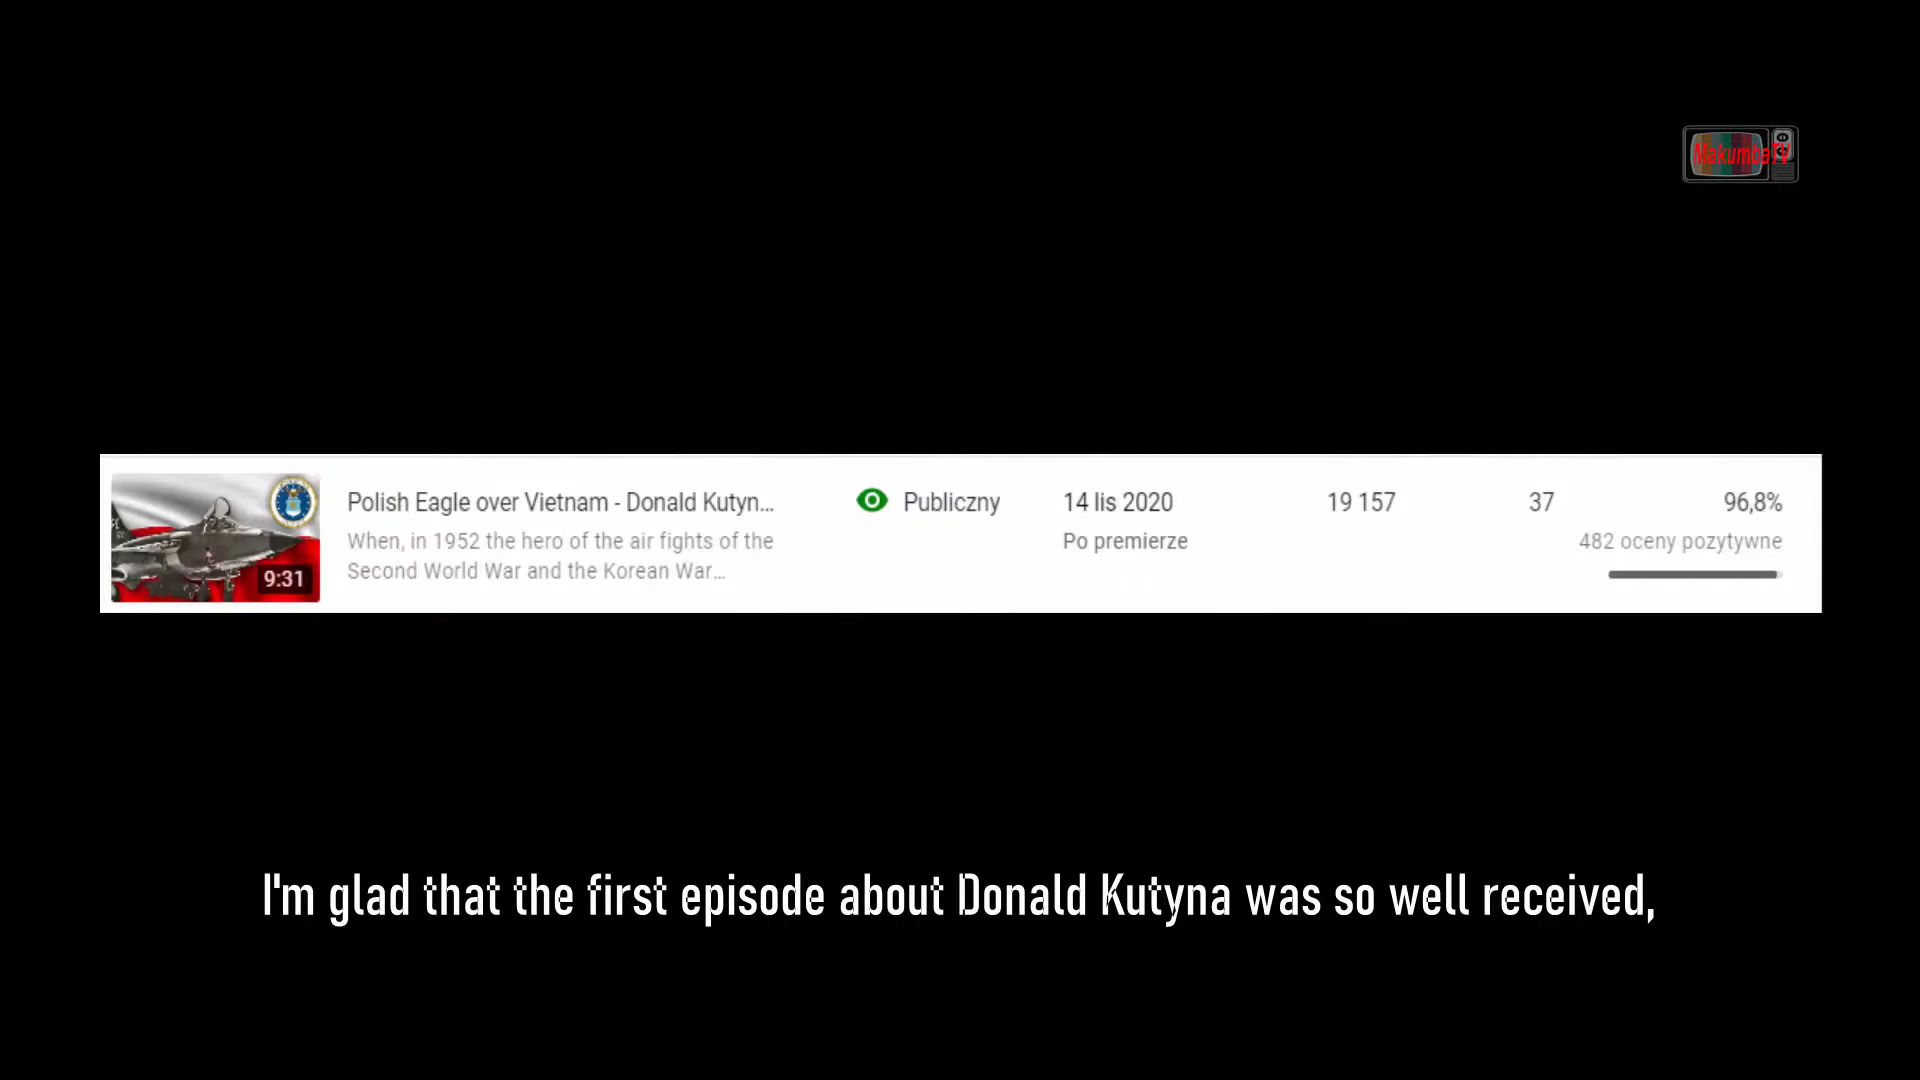 MakumbaTV
Polish Eagle over Vietnam - Donald Kutyn...
Publiczny
14 lis 2020
19 157
37
96,8%
When, in 1952 the hero of the air fights of the
Po premierze
482 oceny pozytywne
Second World War and the Korean War...
9:31
I'm glad that the first episode about Donald Kutyna was so well received,